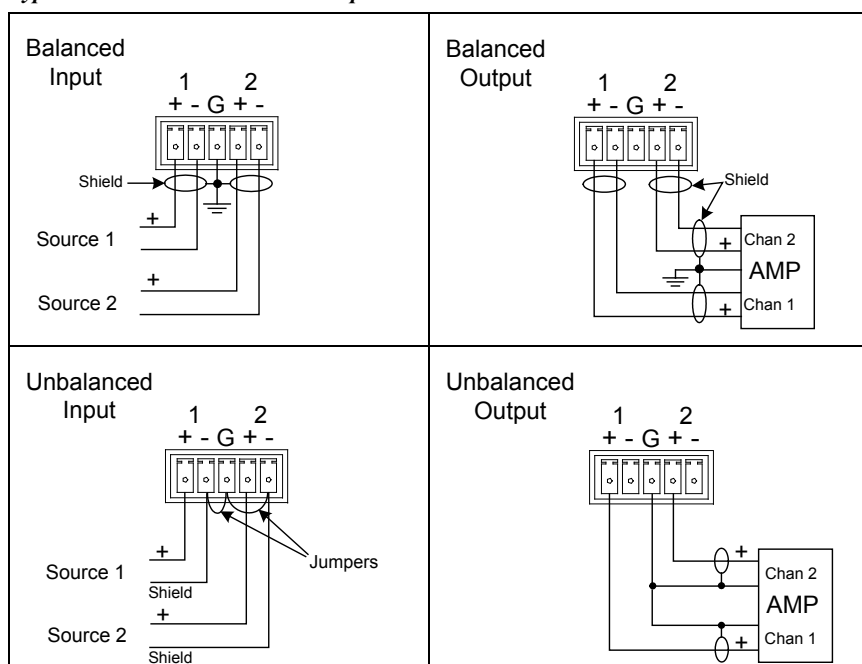 Balanced
Input
1 2
+ - G + -
Shield
+
Source 1
+
Source 2
Balanced
Output
1 2
+ - G + -
Shield
Chan 2
+
AMP
Chan 1
+
Unbalanced
Input
1 2
+ - G + -
Jumpers
+
Source 1
Shield
+
Source 2
Shield
Unbalanced
Output
1 2
+ - G + -
+
Chan 2
AMP
Chan 1
+